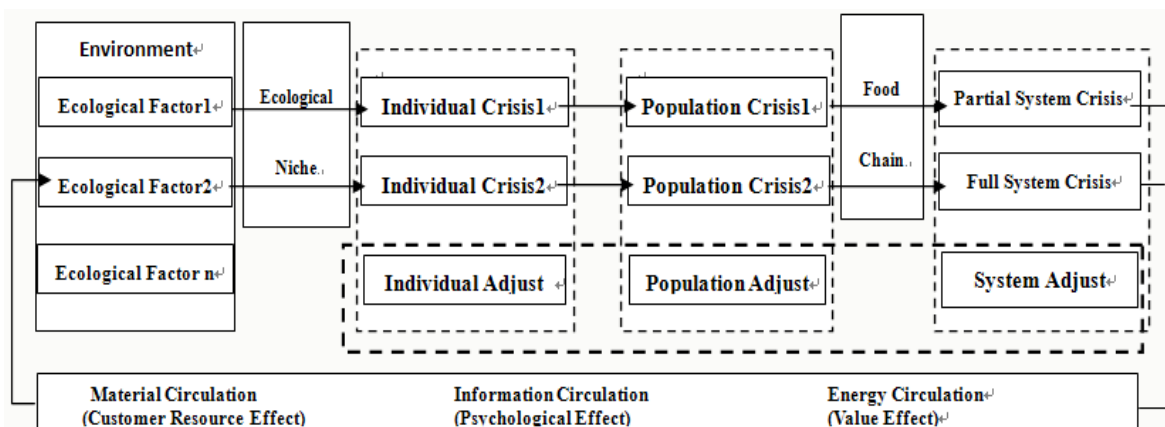 Environment
Ecological Factor1
Ecological
Individual Crisis1
Population Crisis1
Food
Partial System Crisis
Ecological Factor2
Niche
Individual Crisis2
Population Crisis2
Chain
Full System Crisis
Ecological Factor n
Individual Adjust
Population Adjust
System Adjust
Material Circulation
(Customer Resource Effect)
Information Circulation
(Psychological Effect)
Energy Circulation
(Value Effect)